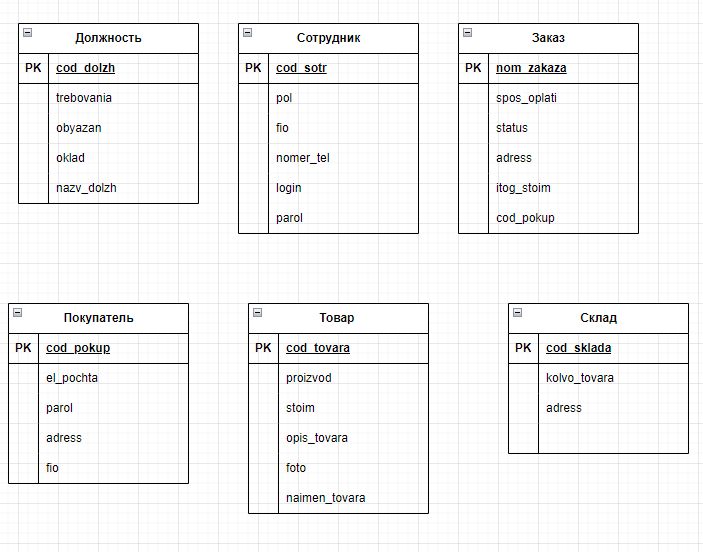 Должность
PK cod_dolzh
trebovania
obyazan
oklad
nazv_dolzh
Сотрудник
PK cod_sotr
pol
fio
nomer_tel
login
parol
Заказ
PK nom_zakaza
spos_oplati
status
adress
itog_stoim
cod_pokup
Покупатель
PK cod_pokup
el_pochta
parol
adress
fio
Товар
PK cod_tovara
proizvod
stoim
opis_tovara
foto
naimen_tovara
Склад
PK cod_sklada
kolvo_tovara
adress